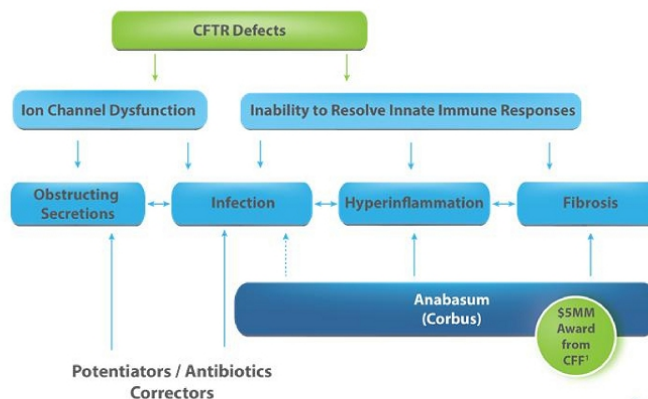 CFTR Defects
Ion Channel Dysfunction
Inability to Resolve Innate Immune Responses
Obstructing
Secretions
Infection
Hyperinflammation
Fibrosis
Anabasum
(Corbus)
$5MM
Award
from
CFF¹
Potentiators / Antibiotics
Correctors